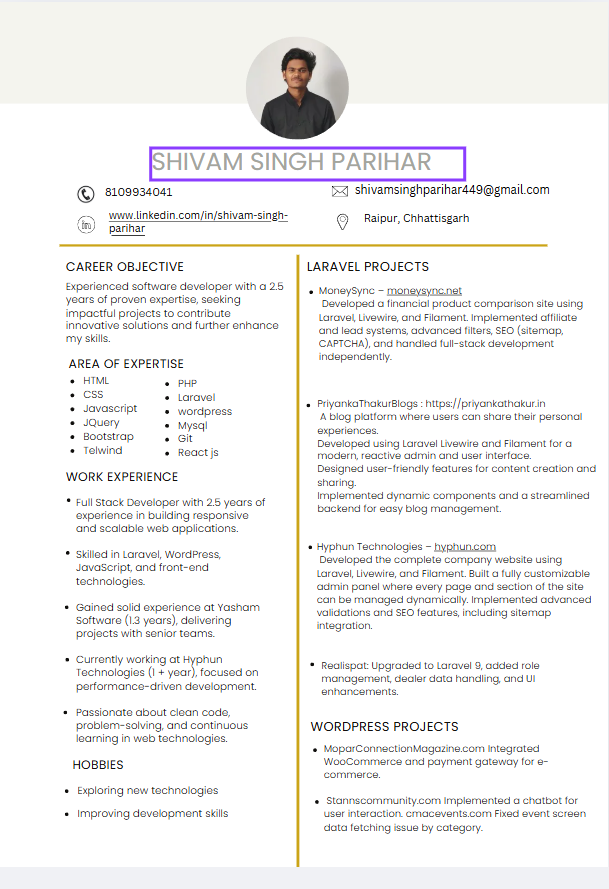 SHIVAM SINGH PARIHAR
8109934041
shivamsinghparihar449@gmail.com
in
www.linkedin.com/in/shivam-singh-
parihar
Raipur, Chhattisgarh
CAREER OBJECTIVE
Experienced software developer with a 2.5
years of proven expertise, seeking
impactful projects to contribute
innovative solutions and further enhance
my skills.
AREA OF EXPERTISE
• HTML
• CSS
• Javascript
• JQuery
• Bootstrap
• Telwind
• PHP
• Laravel
• wordpress
• Mysql
• Git
• React js
WORK EXPERIENCE
• Full Stack Developer with 2.5 years of
experience in building responsive
and scalable web applications.
• Skilled in Laravel, WordPress,
JavaScript, and front-end
technologies.
• Gained solid experience at Yasham
Software (1.3 years), delivering
projects with senior teams.
• Currently working at Hyphun
Technologies (1 + year), focused on
performance-driven development.
• Passionate about clean code,
problem-solving, and continuous
learning in web technologies.
HOBBIES
• Exploring new technologies
• Improving development skills
LARAVEL PROJECTS
• MoneySync – moneysync.net
Developed a financial product comparison site using
Laravel, Livewire, and Filament. Implemented affiliate
and lead systems, advanced filters, SEO (sitemap,
CAPTCHA), and handled full-stack development
independently.
• PriyankaThakurBlogs : https://priyankathakur.in
A blog platform where users can share their personal
experiences.
Developed using Laravel Livewire and Filament for a
modern, reactive admin and user interface.
Designed user-friendly features for content creation and
sharing.
Implemented dynamic components and a streamlined
backend for easy blog management.
• Hyphun Technologies – hyphun.com
Developed the complete company website using
Laravel, Livewire, and Filament. Built a fully customizable
admin panel where every page and section of the site
can be managed dynamically. Implemented advanced
validations and SEO features, including sitemap
integration.
• Realispat: Upgraded to Laravel 9, added role
management, dealer data handling, and UI
enhancements.
WORDPRESS PROJECTS
• MoparConnectionMagazine.com Integrated
WooCommerce and payment gateway for e-
commerce.
• Stannscommunity.com Implemented a chatbot for
user interaction. cmacevents.com Fixed event screen
data fetching issue by category.